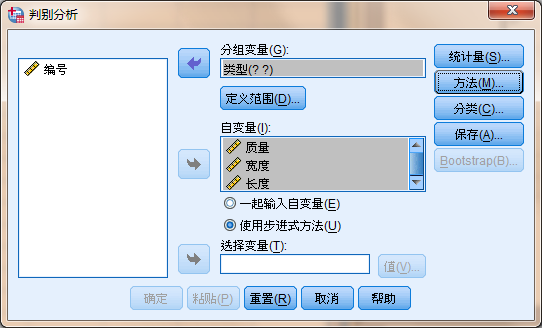 判别分析
编号
分组变量(G):
类型(? ?)
定义范围(D)...
自变量(I):
质量
宽度
长度
一起输入自变量(E)
使用步进式方法(U)
选择变量(T):
值(V)...
统计量(S)...
方法(M)...
分类(C)...
保存(A)...
Bootstrap(B)...
确定
粘贴(P)
重置(R)
取消
帮助